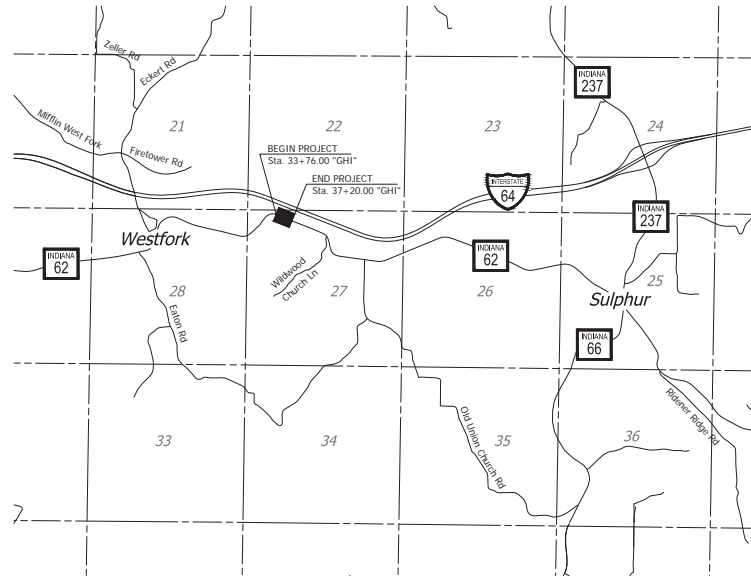 Zeller Rd
Eckert Rd
INDIANA
237
Mifflin West Fork
21
22
23
24
Firetower Rd
BEGIN PROJECT
Sta. 33+76.00 "GHI"
END PROJECT
Sta. 37+20.00 "GHI"
INTERSTATE
64
INDIANA
237
Westfork
INDIANA
62
INDIANA
62
Wildwood
Church Ln
28
27
26
25
Sulphur
Eaton Rd
INDIANA
66
Ridener Ridge Rd
Old Union Church Rd
33
34
35
36